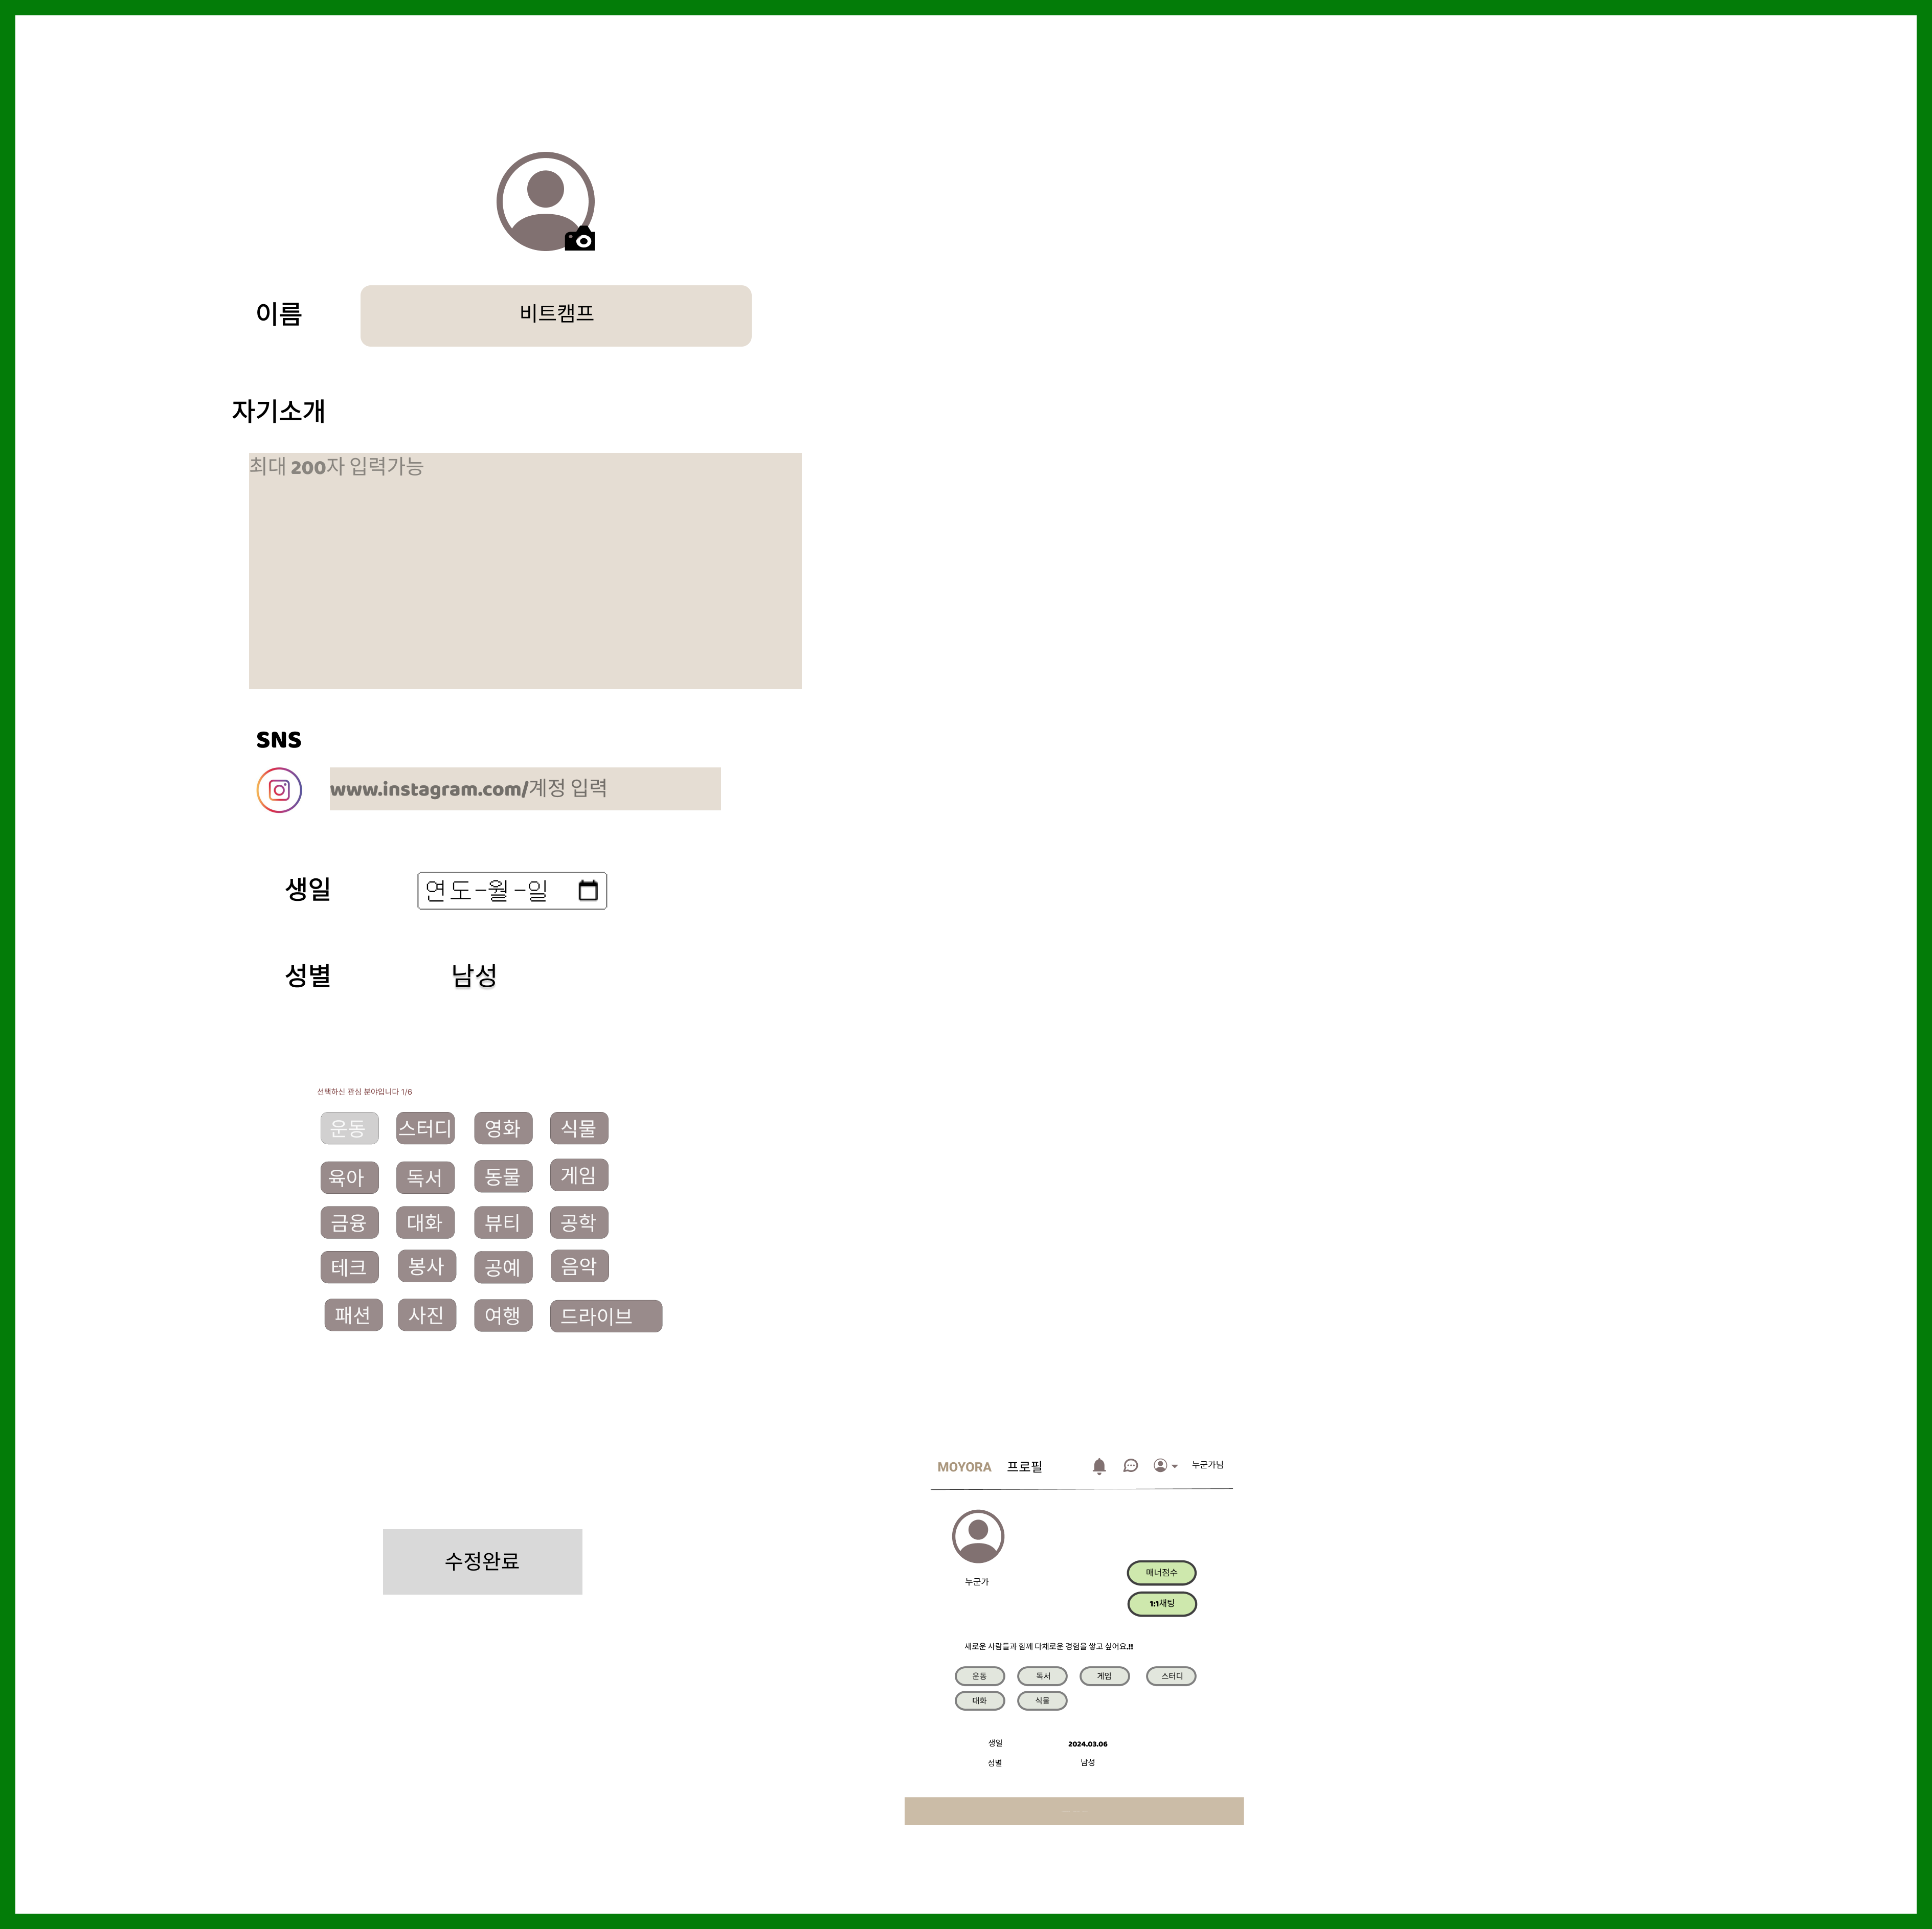 이름
비트캠프
자기소개
최대 200자 입력가능
SNS
www.instagram.com/계정 입력
생일
연도-월-일
성별
남성
선택하신 관심 분야입니다 1/6
운동 스터디 영화 식물
육아 독서 동물 게임
금융 대화 뷰티 공학
테크 봉사 공예 음악
패션 사진 여행 드라이브
수정완료
MOYORA 프로필 누군가님
누군가
매너점수
1:1채팅
새로운 사람들과 함께 다채로운 경험을 쌓고 싶어요.!!
운동 독서 게임 스터디
대화 식물
생일 2024.03.06
성별 남성